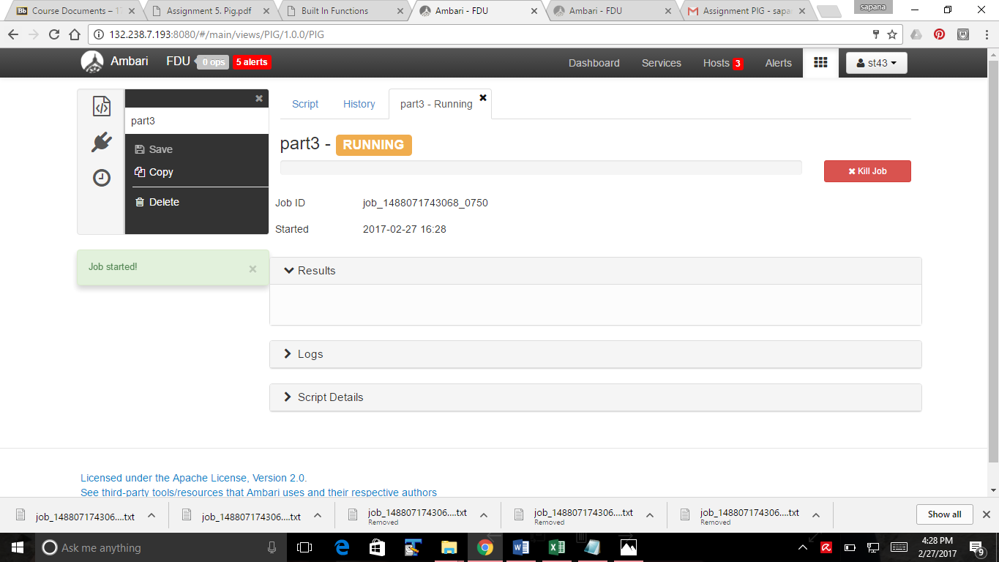 sapana
Course Documents – 17
Assignment 5. Pig.pdf
Built In Functions
Ambari - FDU
Ambari - FDU
Assignment PIG - sapan
132.238.7.193:8080/#/main/views/PIG/1.0.0/PIG
Ambari FDU 0 ops 5 alerts Dashboard Services Hosts 3 Alerts st43
part3
Save
Copy
Delete
Job started!
Script History part3 - Running
part3 - RUNNING
Kill Job
Job ID job_1488071743068_0750
Started 2017-02-27 16:28
Results
Logs
Script Details
Licensed under the Apache License, Version 2.0.
See third-party tools/resources that Ambari uses and their respective authors
job_148807174306....txt
job_148807174306....txt
job_148807174306....txt
Removed
job_148807174306....txt
Removed
job_148807174306....txt
Removed
Show all
Ask me anything
4:28 PM
2/27/2017
9